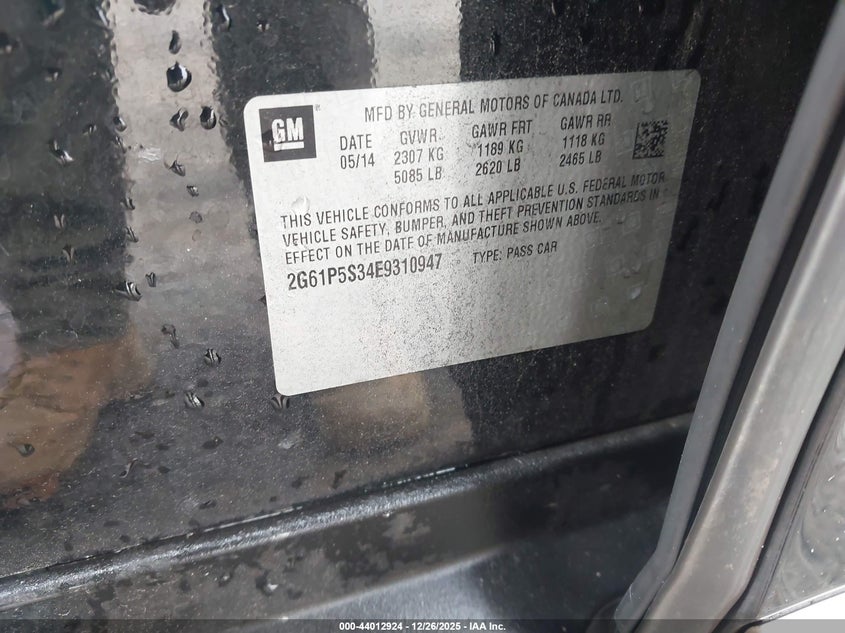 GM
MFD BY GENERAL MOTORS OF CANADA LTD.
DATE GVWR GAWR FRT GAWR RR
05/14 2307 KG 1189 KG 1118 KG
5085 LB 2620 LB 2465 LB
THIS VEHICLE CONFORMS TO ALL APPLICABLE U.S. FEDERAL MOTOR
VEHICLE SAFETY, BUMPER, AND THEFT PREVENTION STANDARDS IN
EFFECT ON THE DATE OF MANUFACTURE SHOWN ABOVE.
2G61P5S34E9310947 TYPE: PASS CAR
000-44012924 - 12/26/2025 - IAA Inc.